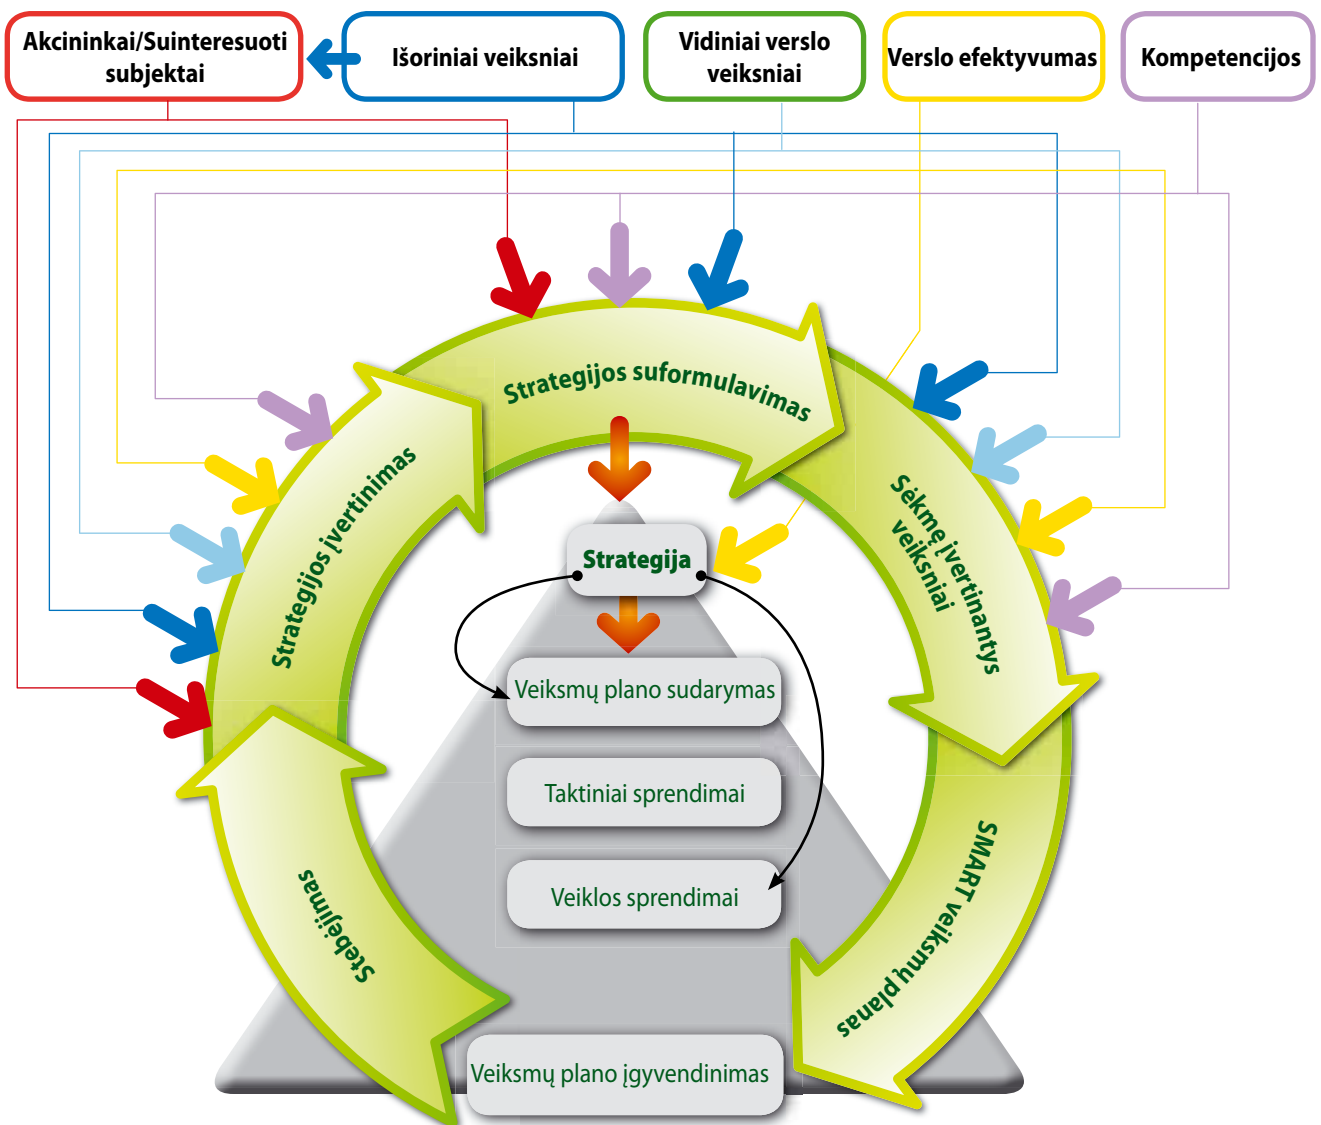 Akcininkai/Suinteresuoti
subjektai
Išoriniai veiksniai
Vidiniai verslo
veiksniai
Verslo efektyvumas
Kompetencijos
Strategijos suformulavimas
Strategijos įvertinimas
Sėkmę įvertinantys
veiksniai
Strategija
Veiksmų plano sudarymas
Taktiniai sprendimai
Veiklos sprendimai
SMART veiksmų planas
Stebėjimas
Veiksmų plano įgyvendinimas